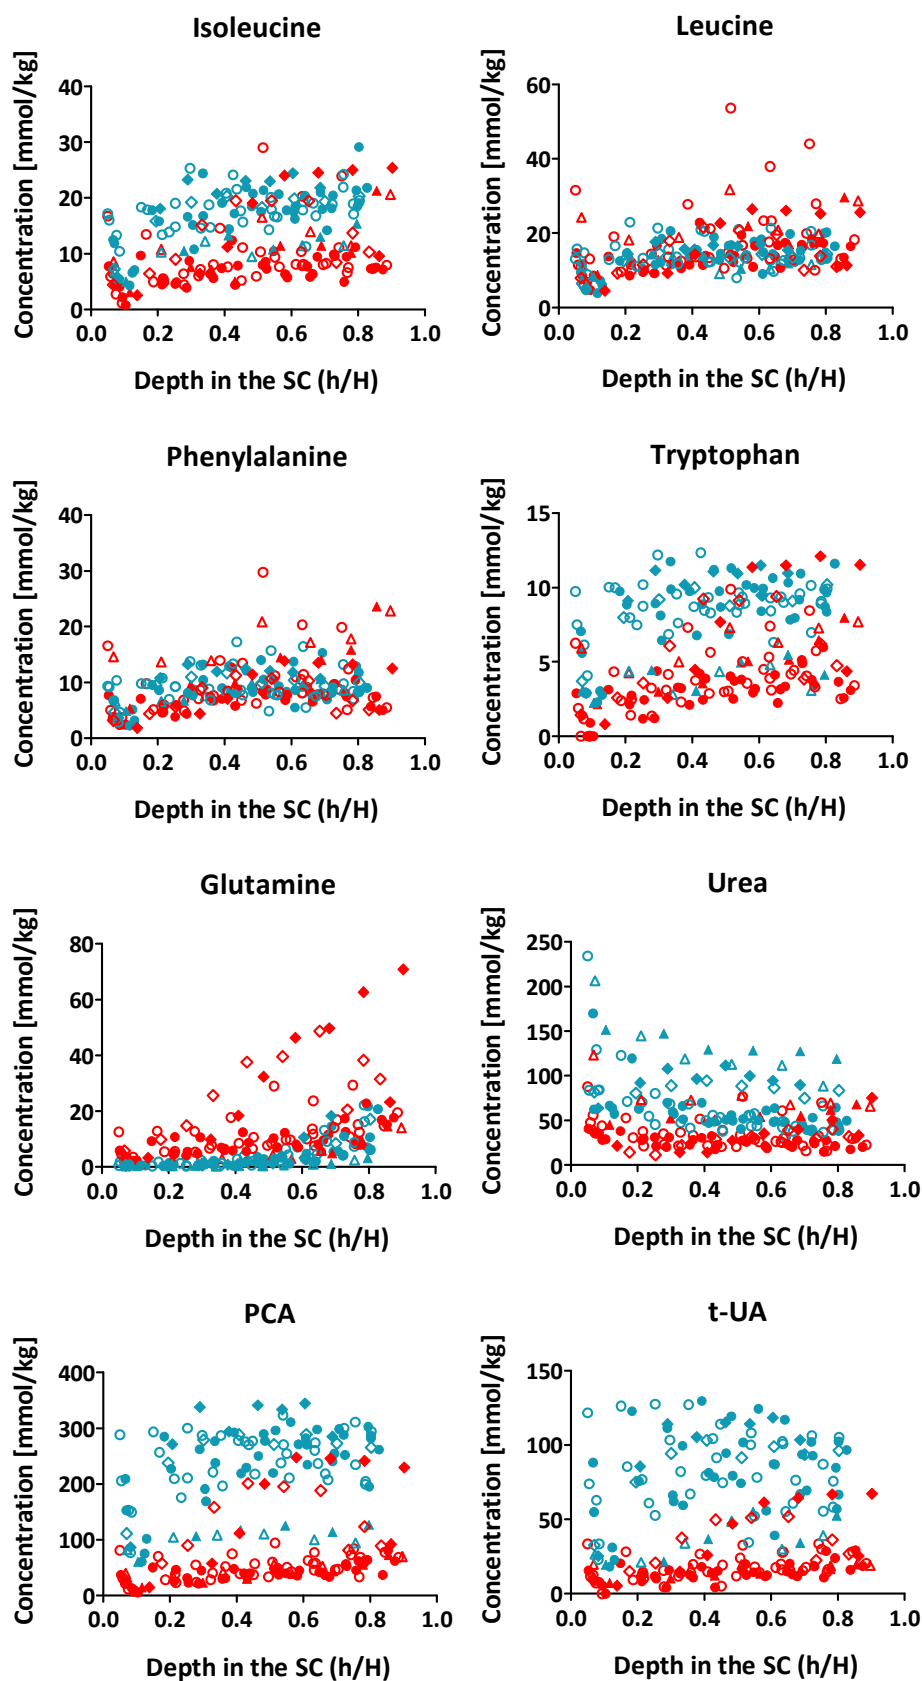 Isoleucine
Concentration [mmol/kg]
40
30
20
10
0
0.0 0.2 0.4 0.6 0.8 1.0
Depth in the SC (h/H)
Leucine
Concentration [mmol/kg]
60
40
20
0
0.0 0.2 0.4 0.6 0.8 1.0
Depth in the SC (h/H)
Phenylalanine
Concentration [mmol/kg]
40
30
20
10
0
0.0 0.2 0.4 0.6 0.8 1.0
Depth in the SC (h/H)
Tryptophan
Concentration [mmol/kg]
15
10
5
0
0.0 0.2 0.4 0.6 0.8 1.0
Depth in the SC (h/H)
Glutamine
Concentration [mmol/kg]
80
60
40
20
0
0.0 0.2 0.4 0.6 0.8 1.0
Depth in the SC (h/H)
Urea
Concentration [mmol/kg]
250
200
150
100
50
0
0.0 0.2 0.4 0.6 0.8 1.0
Depth in the SC (h/H)
PCA
Concentration [mmol/kg]
400
300
200
100
0
0.0 0.2 0.4 0.6 0.8 1.0
Depth in the SC (h/H)
t-UA
Concentration [mmol/kg]
150
100
50
0
0.0 0.2 0.4 0.6 0.8 1.0
Depth in the SC (h/H)